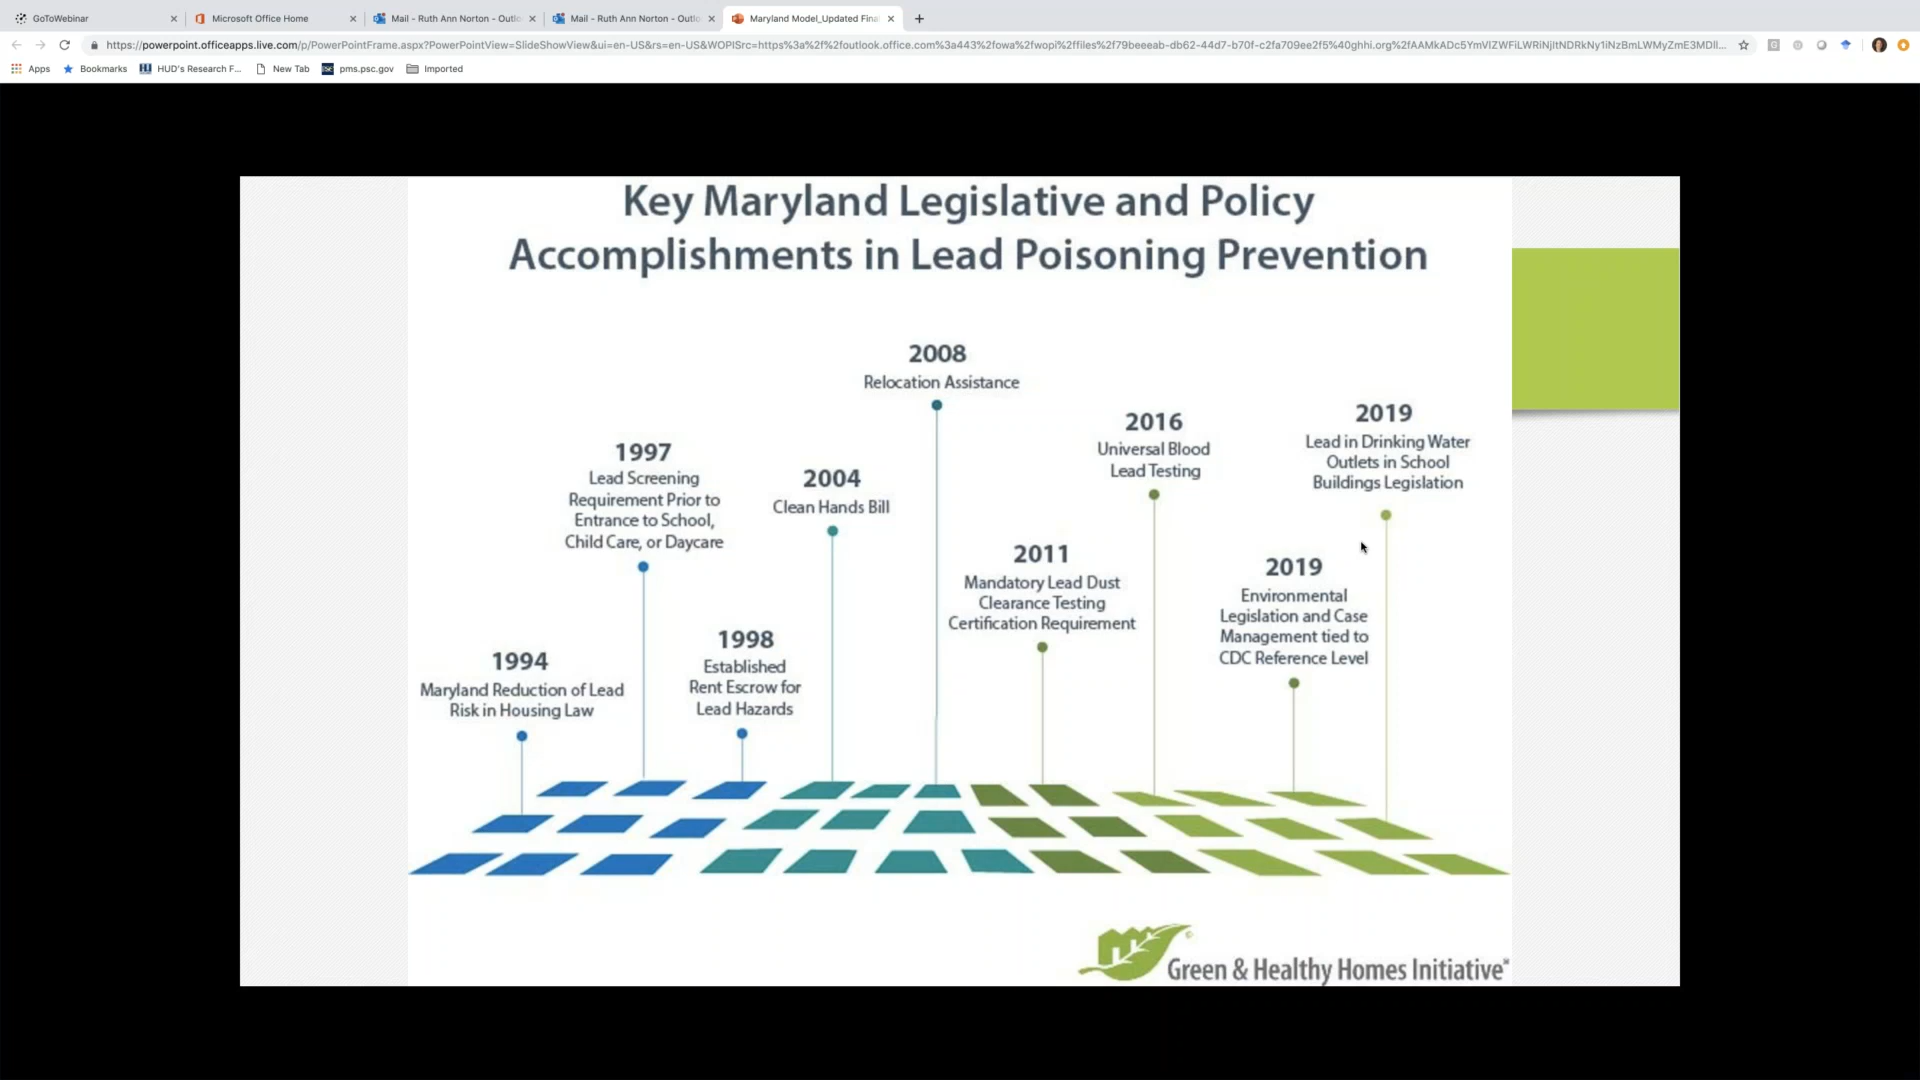 GoToWebinar
Microsoft Office Home
Mail - Ruth Ann Norton - Outlo
Mail - Ruth Ann Norton - Outlo
Maryland Model_Updated Fina
Apps
Bookmarks
HUD's Research F...
New Tab
pms.psc.gov
Imported
Key Maryland Legislative and Policy
Accomplishments in Lead Poisoning Prevention
1994
Maryland Reduction of Lead
Risk in Housing Law
1997
Lead Screening
Requirement Prior to
Entrance to School,
Child Care, or Daycare
1998
Established
Rent Escrow for
Lead Hazards
2004
Clean Hands Bill
2008
Relocation Assistance
2011
Mandatory Lead Dust
Clearance Testing
Certification Requirement
2016
Universal Blood
Lead Testing
2019
Environmental
Legislation and Case
Management tied to
CDC Reference Level
2019
Lead in Drinking Water
Outlets in School
Buildings Legislation
Green & Healthy Homes Initiative